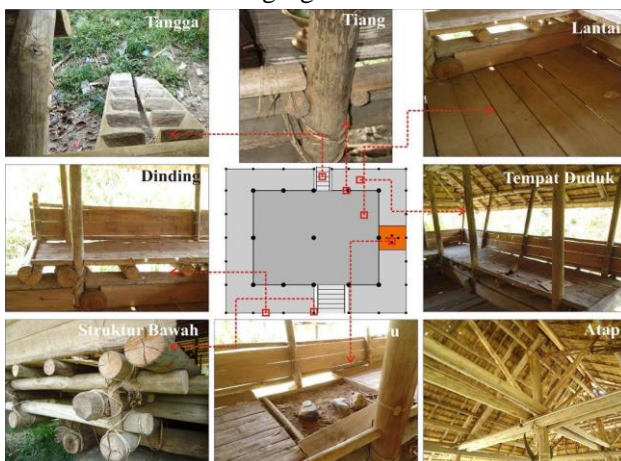 Tangga
Tiang
Lantai
Dinding
Tempat Duduk
Struktur Bawah
Atap